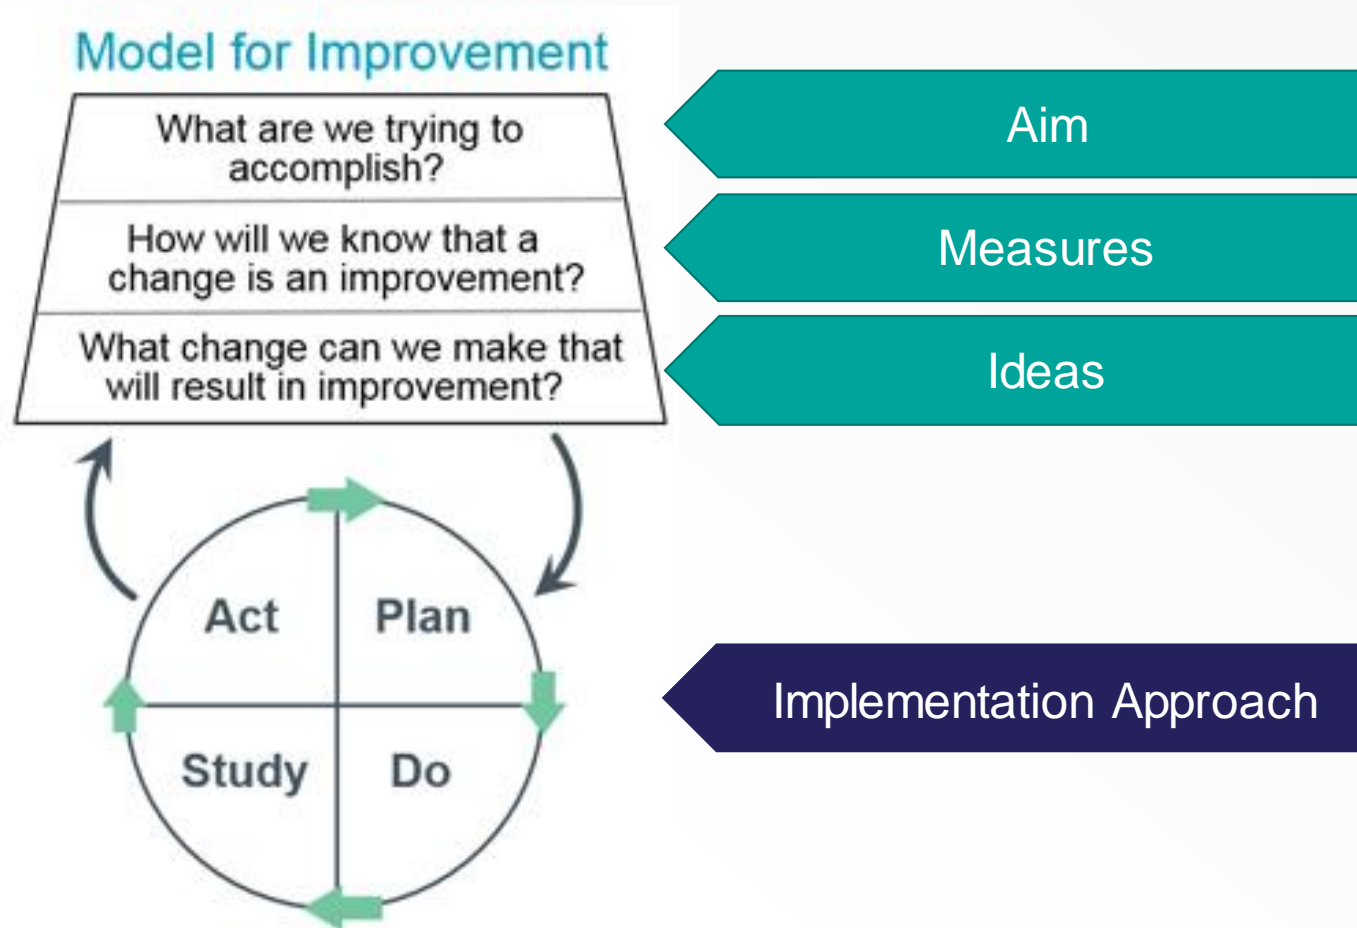 Model for Improvement
What are we trying to
accomplish?
Aim
How will we know that a
change is an improvement?
Measures
What change can we make that
will result in improvement?
Ideas
Act
Plan
Study
Do
Implementation Approach